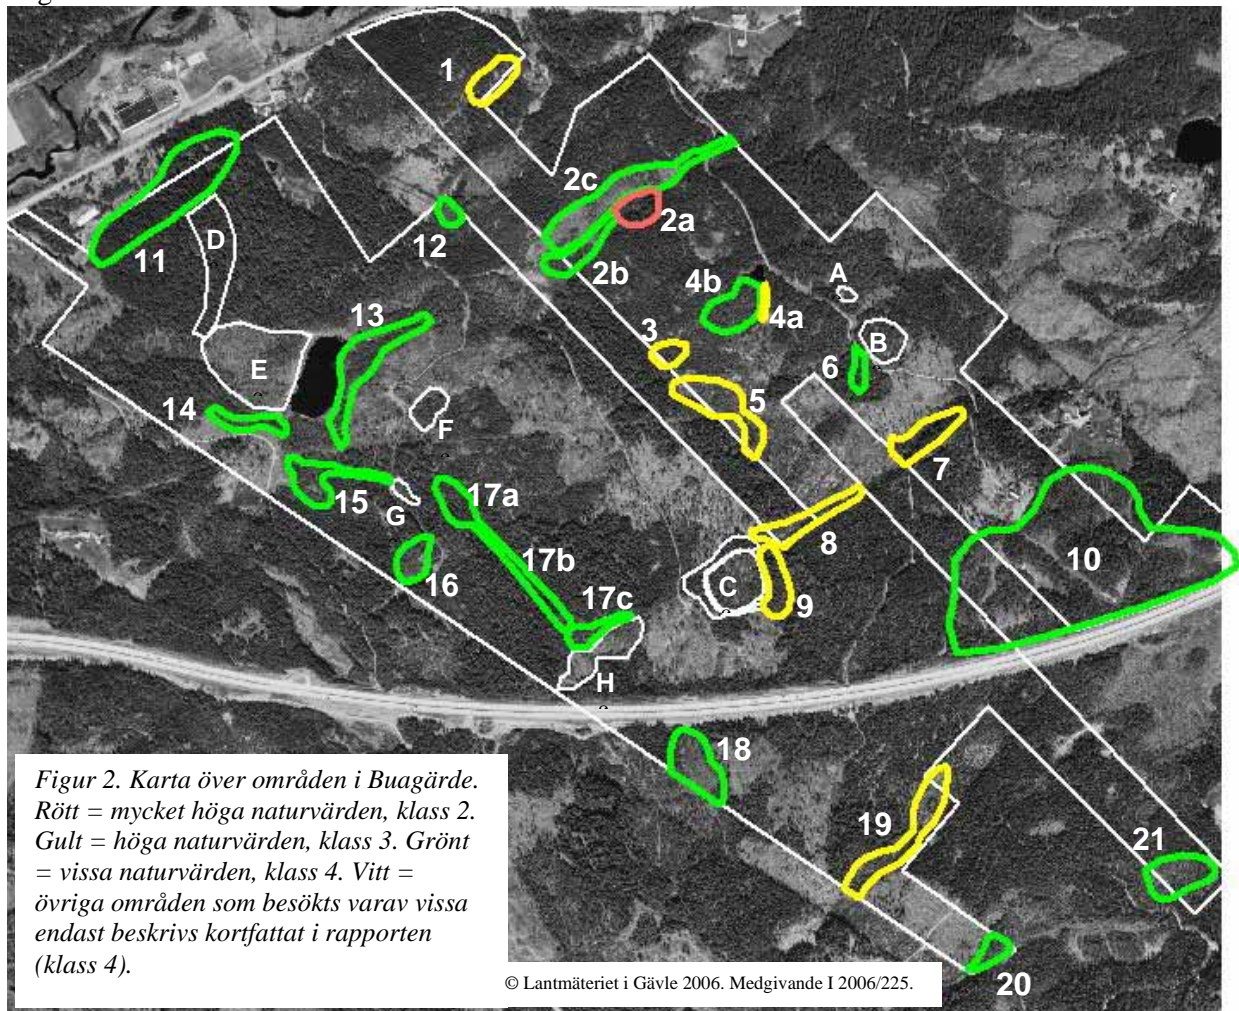 1
2c
2a
2b
12
11
D
A
4b
4a
13
3
B
6
E
5
14
F
7
17a
15
G
8
10
17b
16
C
17c
9
H
18
19
21
20
Figur 2. Karta över områden i Buagärde.
Rött = mycket höga naturvärden, klass 2.
Gult = höga naturvärden, klass 3. Grönt
= vissa naturvärden, klass 4. Vitt =
övriga områden som besökts varav vissa
endast beskrivs kortfattat i rapporten
(klass 4).
© Lantmäteriet i Gävle 2006. Medgivande I 2006/225.